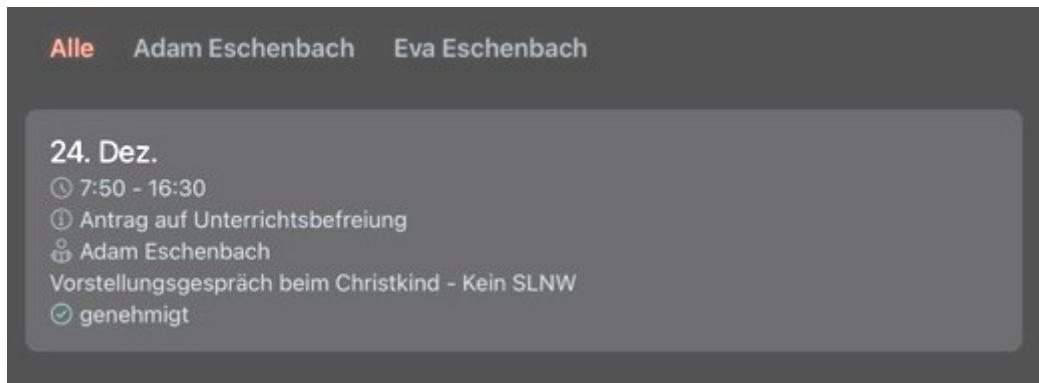 Alle Adam Eschenbach Eva Eschenbach
24. Dez.
7:50 - 16:30
Antrag auf Unterrichtsbefreiung
Adam Eschenbach
Vorstellungsgespräch beim Christkind - Kein SLNW
genehmigt